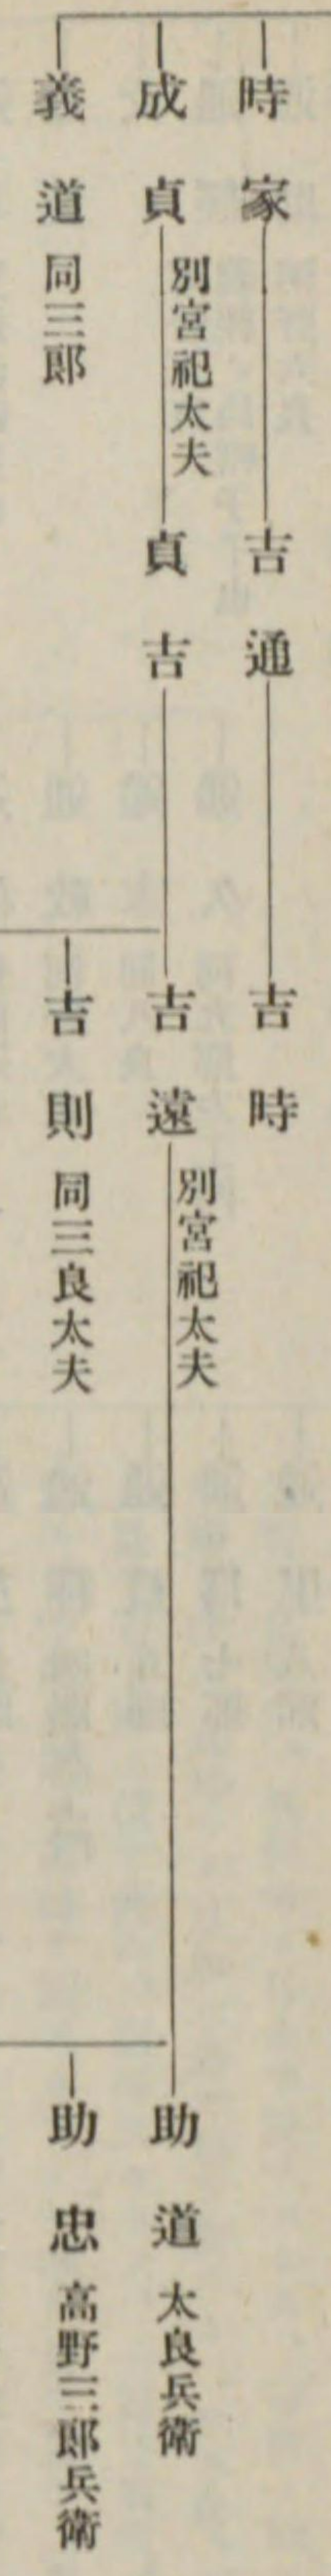 時家
吉通
吉時
成貞 別宮祀太夫
貞吉
吉遠 別宮祀太夫
助道 太良兵衛
義道 同三郎
吉則 同三良太夫
助忠 高野三郎兵衛